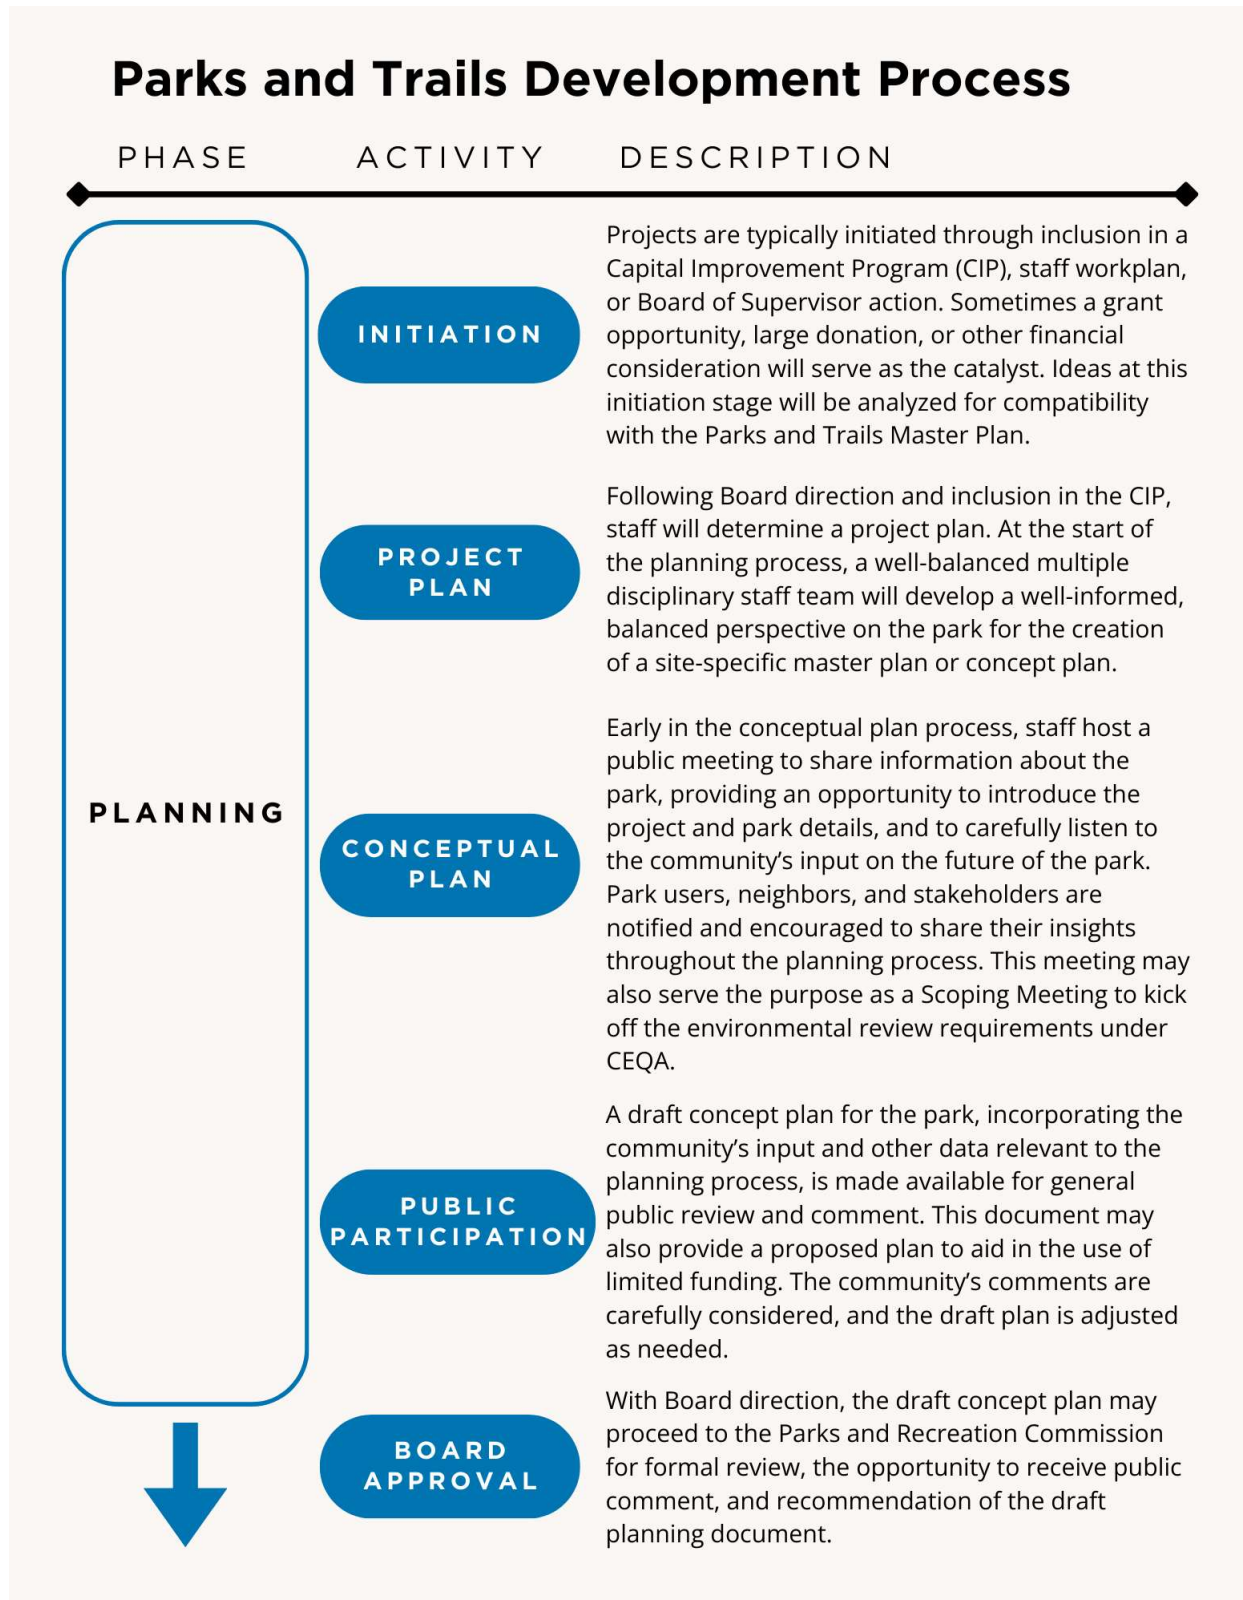 Parks and Trails Development Process
PHASE
ACTIVITY
DESCRIPTION
PLANNING
INITIATION
Projects are typically initiated through inclusion in a
Capital Improvement Program (CIP), staff workplan,
or Board of Supervisor action. Sometimes a grant
opportunity, large donation, or other financial
consideration will serve as the catalyst. Ideas at this
initiation stage will be analyzed for compatibility
with the Parks and Trails Master Plan.
PROJECT
PLAN
Following Board direction and inclusion in the CIP,
staff will determine a project plan. At the start of
the planning process, a well-balanced multiple
disciplinary staff team will develop a well-informed,
balanced perspective on the park for the creation
of a site-specific master plan or concept plan.
CONCEPTUAL
PLAN
Early in the conceptual plan process, staff host a
public meeting to share information about the
park, providing an opportunity to introduce the
project and park details, and to carefully listen to
the community’s input on the future of the park.
Park users, neighbors, and stakeholders are
notified and encouraged to share their insights
throughout the planning process. This meeting may
also serve the purpose as a Scoping Meeting to kick
off the environmental review requirements under
CEQA.
PUBLIC
PARTICIPATION
A draft concept plan for the park, incorporating the
community’s input and other data relevant to the
planning process, is made available for general
public review and comment. This document may
also provide a proposed plan to aid in the use of
limited funding. The community’s comments are
carefully considered, and the draft plan is adjusted
as needed.
BOARD
APPROVAL
With Board direction, the draft concept plan may
proceed to the Parks and Recreation Commission
for formal review, the opportunity to receive public
comment, and recommendation of the draft
planning document.